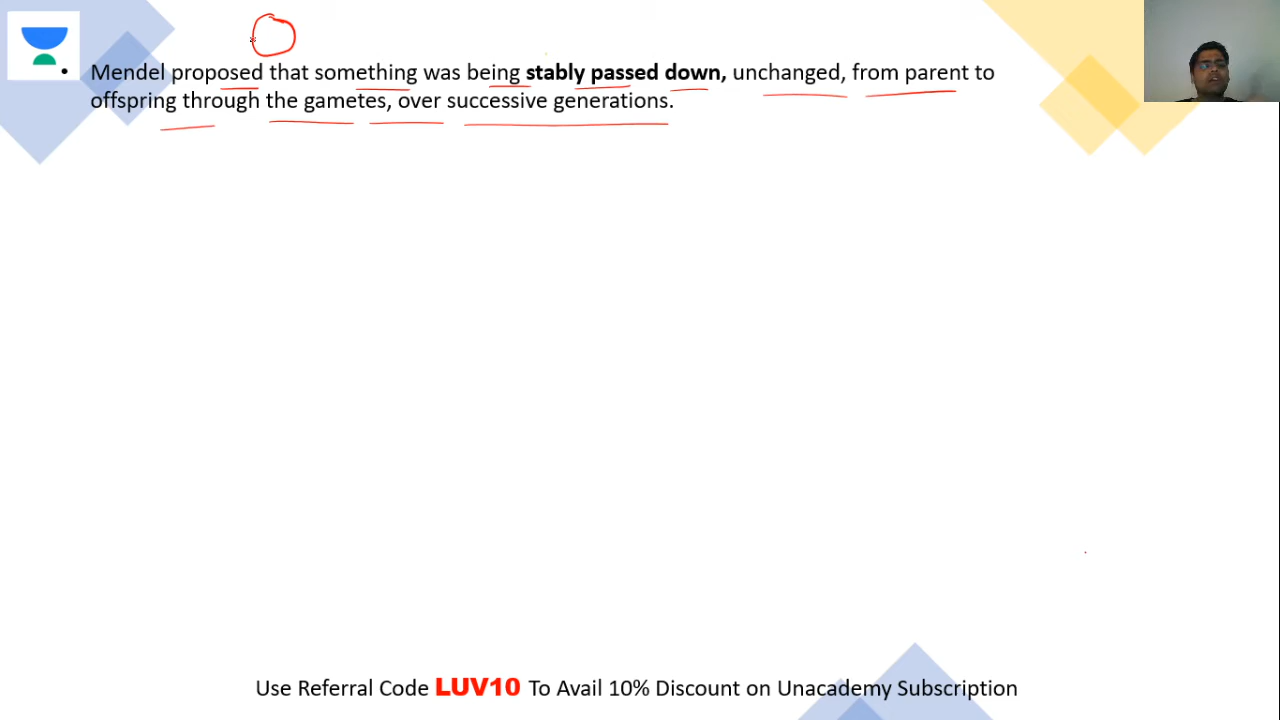 • Mendel proposed that something was being stably passed down, unchanged, from parent to
offspring through the gametes, over successive generations.
Use Referral Code LUV10 To Avail 10% Discount on Unacademy Subscription